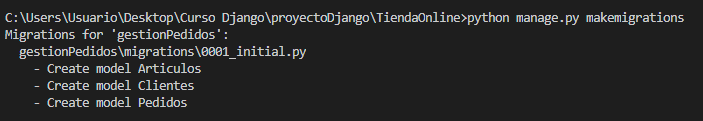 C:\Users\Usuario\Desktop\Curso Django\proyectoDjango\TiendaOnline>python manage.py makemigrations
Migrations for 'gestionPedidos':
  gestionPedidos\migrations\0001_initial.py
    - Create model Articulos
    - Create model Clientes
    - Create model Pedidos